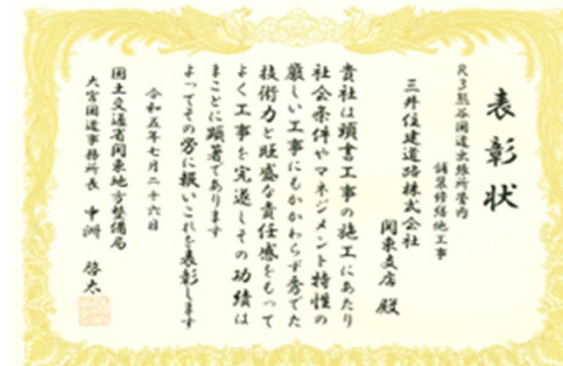 表彰状
R3熊谷国道出張所管内
舗装修繕他工事
三井住建道路株式会社
関東支店 殿
貴社は頭書工事の施工にあたり
社会条件やマネジメント特性の
厳しい工事にもかかわらず秀でた
技術力と旺盛な責任感をもって
よく工事を完遂しその功績は
まことに顕著であります
よってその労に報いこれを表彰します
令和五年七月二十六日
国土交通省関東地方整備局
大宮国道事務所長 中洲 啓太